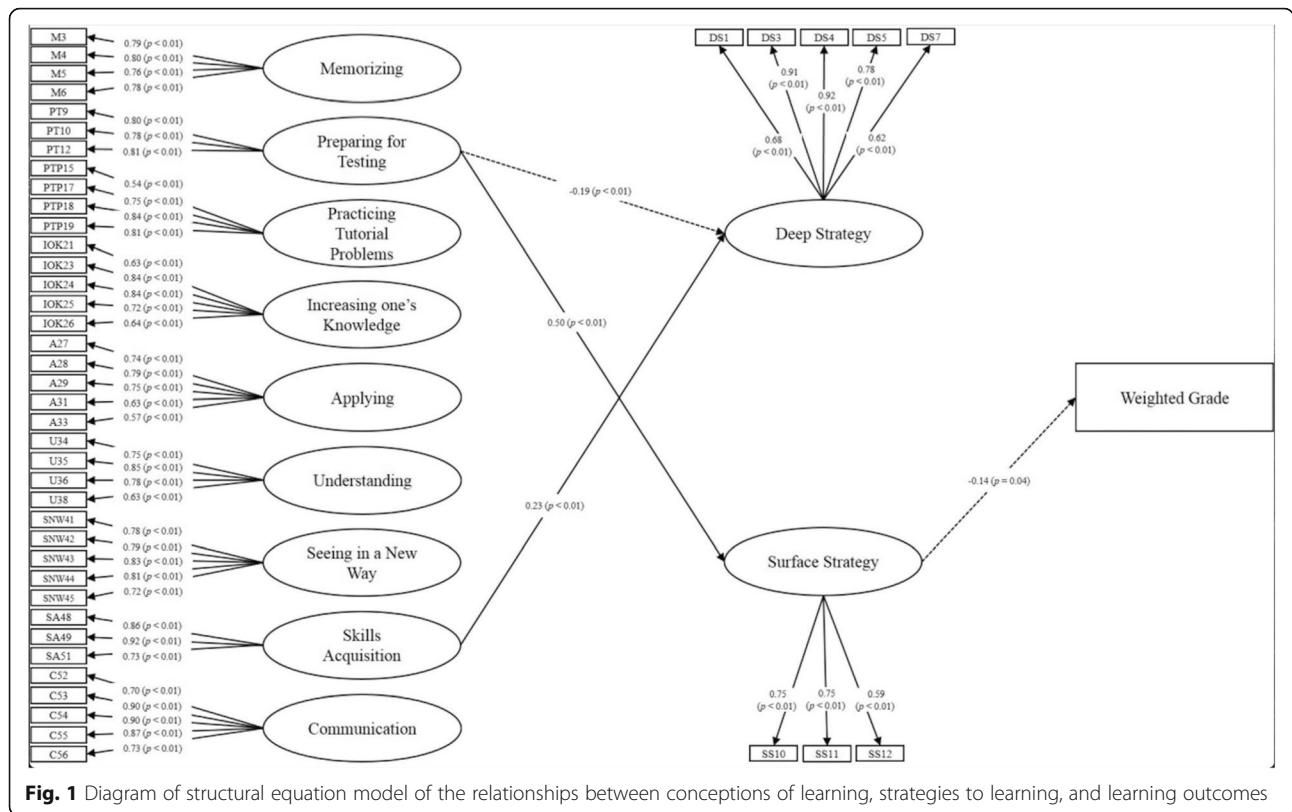 M3
M4
M5
M6
PT9
PT10
PT12
PTP15
PTP17
PTP18
PTP19
IOK21
IOK23
IOK24
IOK25
IOK26
A27
A28
A29
A31
A33
U34
U35
U36
U38
SNW41
SNW42
SNW43
SNW44
SNW45
SA48
SA49
SA51
C52
C53
C54
C55
C56
0.79 (p < 0.01)
0.80 (p < 0.01)
0.76 (p < 0.01)
0.78 (p < 0.01)
0.80 (p < 0.01)
0.78 (p < 0.01)
0.81 (p < 0.01)
0.54 (p < 0.01)
0.75 (p < 0.01)
0.84 (p < 0.01)
0.81 (p < 0.01)
0.63 (p < 0.01)
0.84 (p < 0.01)
0.84 (p < 0.01)
0.72 (p < 0.01)
0.64 (p < 0.01)
0.74 (p < 0.01)
0.79 (p < 0.01)
0.75 (p < 0.01)
0.63 (p < 0.01)
0.57 (p < 0.01)
0.75 (p < 0.01)
0.85 (p < 0.01)
0.78 (p < 0.01)
0.63 (p < 0.01)
0.78 (p < 0.01)
0.79 (p < 0.01)
0.83 (p < 0.01)
0.81 (p < 0.01)
0.72 (p < 0.01)
0.86 (p < 0.01)
0.92 (p < 0.01)
0.73 (p < 0.01)
0.70 (p < 0.01)
0.90 (p < 0.01)
0.90 (p < 0.01)
0.87 (p < 0.01)
0.73 (p < 0.01)
Memorizing
Preparing for
Testing
Practicing
Tutorial
Problems
Increasing one's
Knowledge
Applying
Understanding
Seeing in a New
Way
Skills
Acquisition
Communication
-0.19 (p < 0.01)
0.50 (p < 0.01)
0.23 (p < 0.01)
DS1
DS3
DS4
DS5
DS7
0.68
(p < 0.01)
0.91
(p < 0.01)
0.92
(p < 0.01)
0.78
(p < 0.01)
0.62
(p < 0.01)
Deep Strategy
Surface Strategy
0.75
(p < 0.01)
0.75
(p < 0.01)
0.59
(p < 0.01)
SS10
SS11
SS12
-0.14 (p = 0.04)
Weighted Grade
Fig. 1 Diagram of structural equation model of the relationships between conceptions of learning, strategies to learning, and learning outcomes